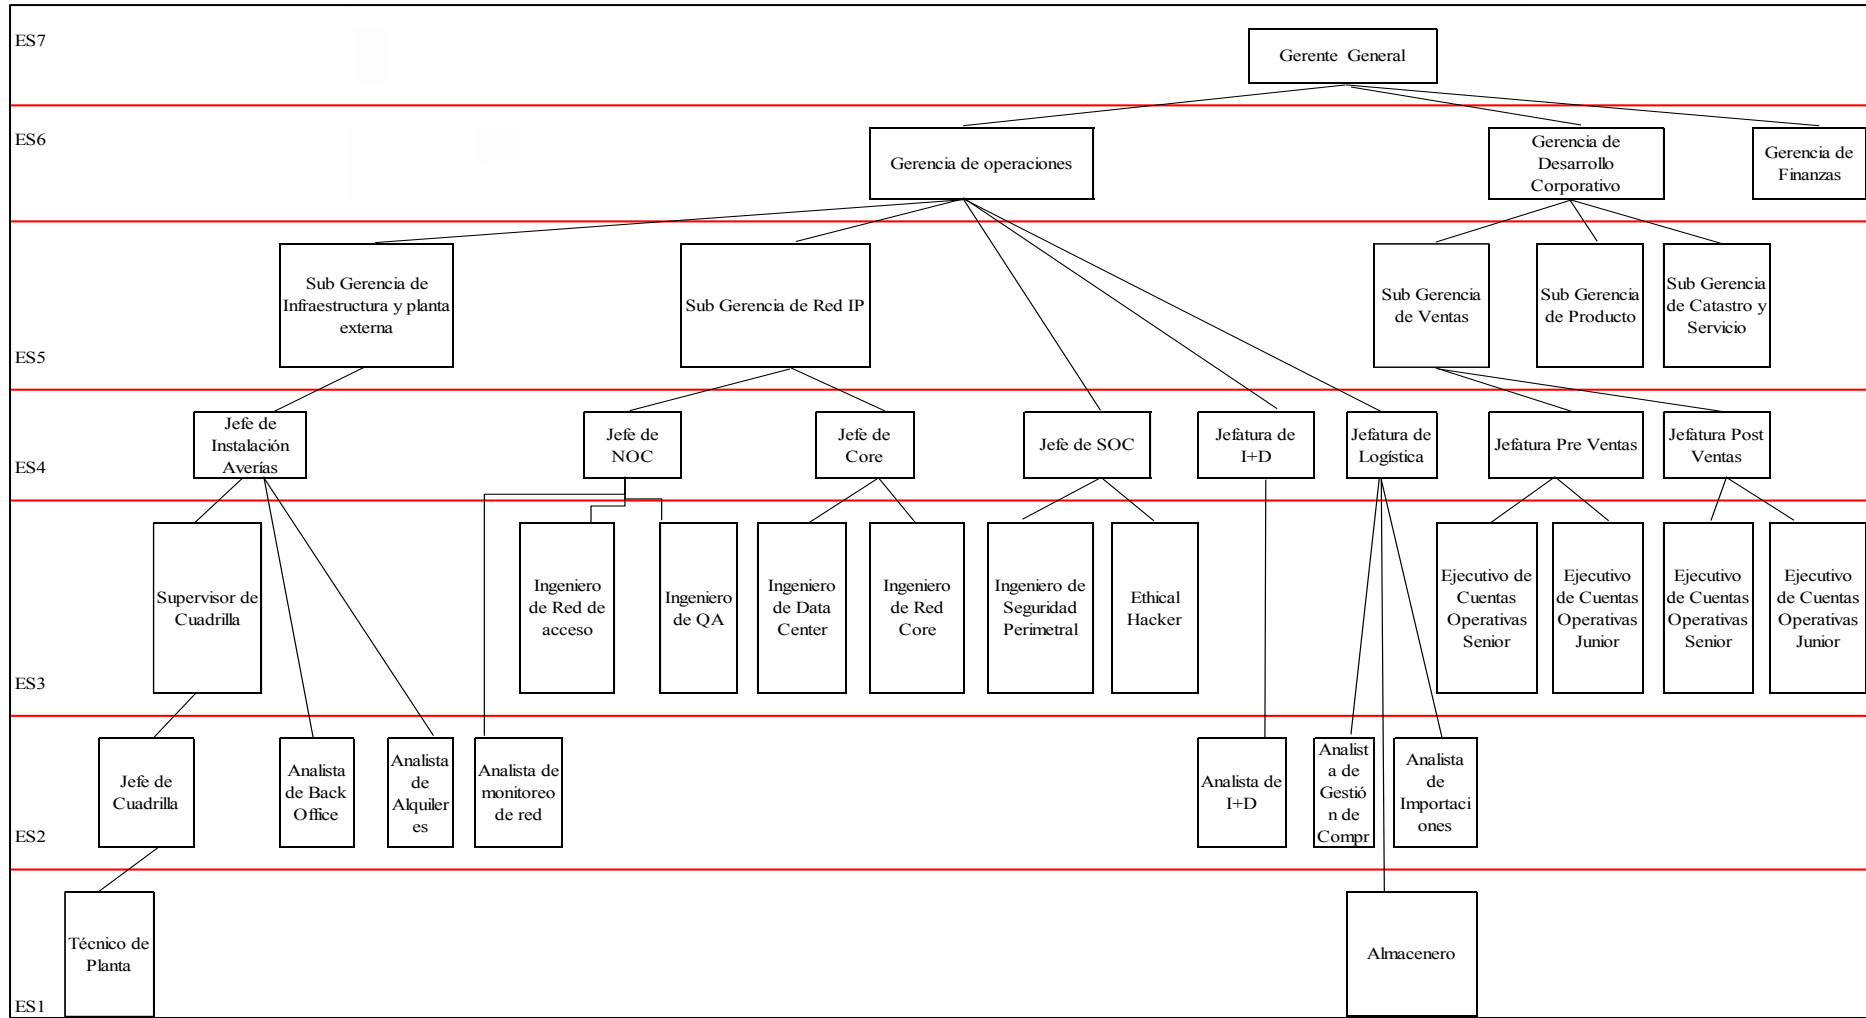 ES7
Gerente General
ES6
Gerencia de operaciones
Gerencia de
Desarrollo
Corporativo
Gerencia de
Finanzas
ES5
Sub Gerencia de
Infraestructura y planta
externa
Sub Gerencia de Red IP
Sub Gerencia
de Ventas
Sub Gerencia
de Producto
Sub Gerencia
de Catastro y
Servicio
ES4
Jefe de
Instalación
Averías
Jefe de
NOC
Jefe de
Core
Jefe de SOC
Jefatura de
I+D
Jefatura de
Logística
Jefatura Pre Ventas
Jefatura Post
Ventas
ES3
Supervisor de
Cuadrilla
Ingeniero
de Red de
acceso
Ingeniero
de QA
Ingeniero
de Data
Center
Ingeniero
de Red
Core
Ingeniero de
Seguridad
Perimetral
Ethical
Hacker
Ejecutivo de
Cuentas
Operativas
Senior
Ejecutivo
de Cuentas
Operativas
Junior
Ejecutivo
de Cuentas
Operativas
Senior
Ejecutivo
de Cuentas
Operativas
Junior
ES2
Jefe de
Cuadrilla
Analista
de Back
Office
Analista
de
Alquiler
es
Analista de
monitoreo
de red
Analista de
I+D
Analist
a de
Gestió
n de
Compr
Analista
de
Importaci
ones
ES1
Técnico de
Planta
Almacenero